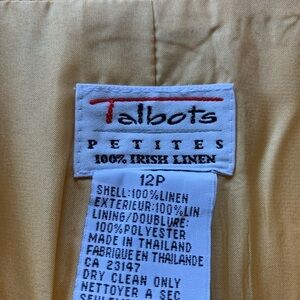 Talbots
PETITES
100% IRISH LINEN
12P
SHELL:100%LINEN
EXTERIEUR:100%LIN
LINING/DOUBLURE:
100%POLYESTER
MADE IN THAILAND
FABRIQUE EN THAILANDE
CA 23147
DRY CLEAN ONLY
NETTOYER A SEC